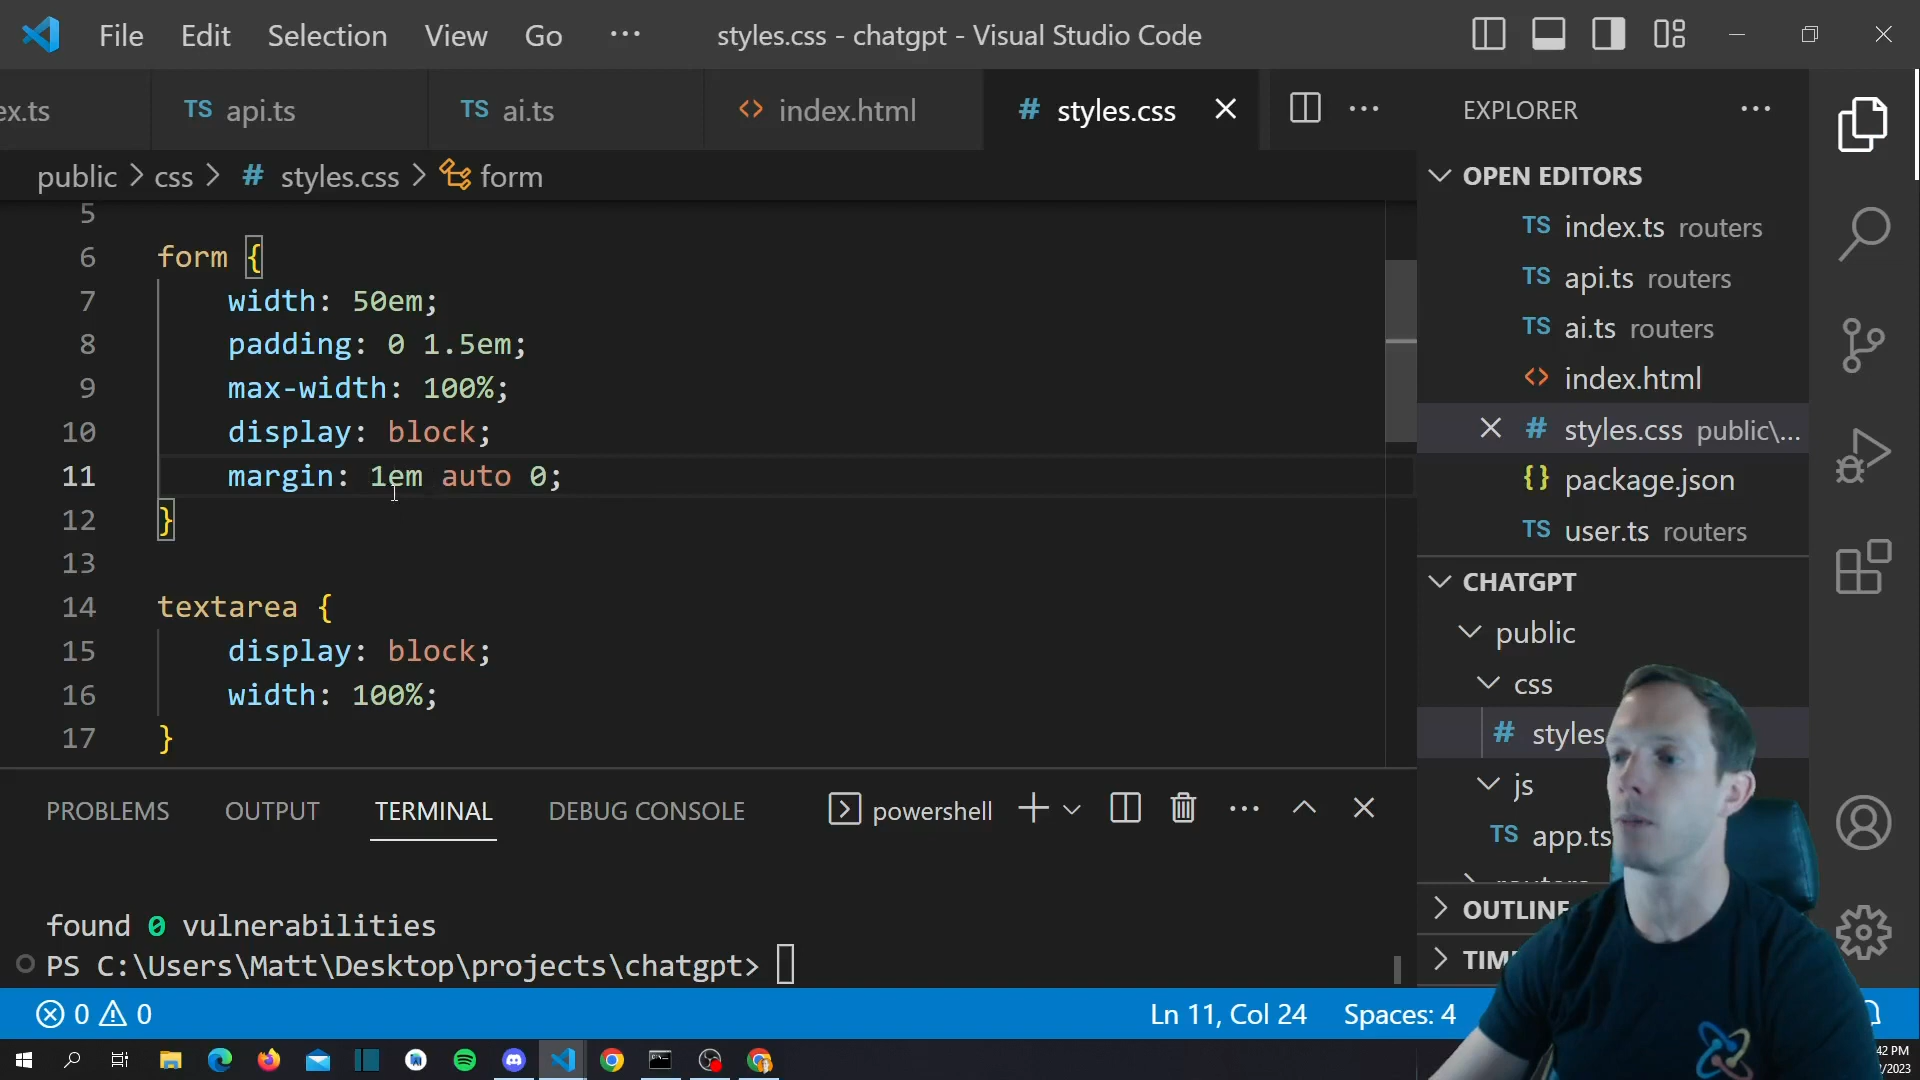 File Edit Selection View Go ··· styles.css - chatgpt - Visual Studio Code
ex.ts TS api.ts TS ai.ts <> index.html # styles.css
public > css > # styles.css > form
5
6 form {
7 width: 50em;
8 padding: 0 1.5em;
9 max-width: 100%;
10 display: block;
11 margin: 1em auto 0;
12 }
13
14 textarea {
15 display: block;
16 width: 100%;
17 }
PROBLEMS OUTPUT TERMINAL DEBUG CONSOLE powershell
found 0 vulnerabilities
PS C:\Users\Matt\Desktop\projects\chatgpt>
EXPLORER
OPEN EDITORS
TS index.ts routers
TS api.ts routers
TS ai.ts routers
<> index.html
# styles.css public\...
{} package.json
TS user.ts routers
CHATGPT
public
css
# styles
js
TS app.ts
OUTLINE
TIM
0 0 Ln 11, Col 24 Spaces: 4
42 PM
/2023